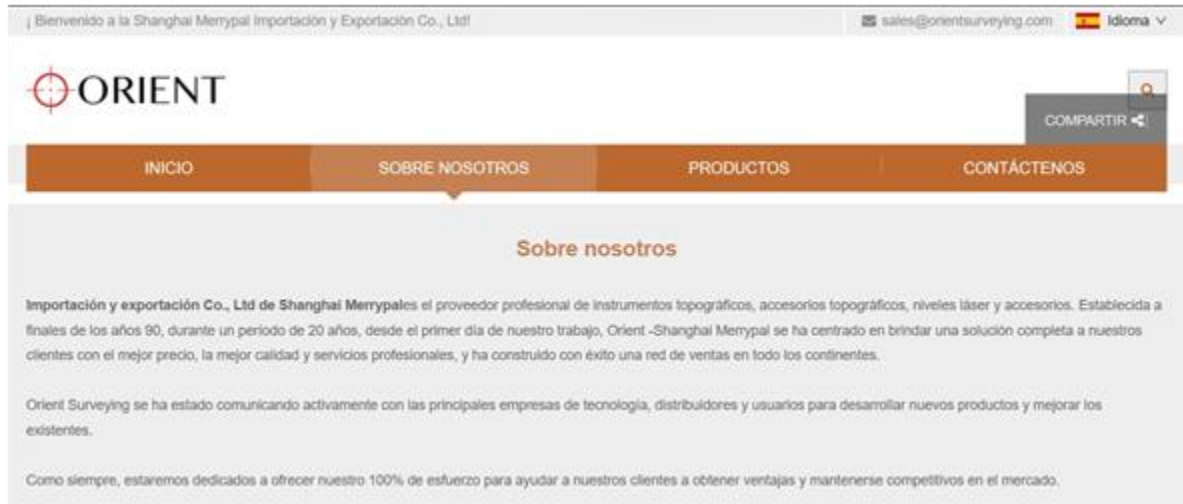 ¡ Bienvenido a la Shanghai Merrypal Importación y Exportación Co., Ltd!
sales@orientsurveying.com
Idioma
ORIENT
COMPARTIR
INICIO
SOBRE NOSOTROS
PRODUCTOS
CONTÁCTENOS
Sobre nosotros
Importación y exportación Co., Ltd de Shanghai Merrypales el proveedor profesional de instrumentos topográficos, accesorios topográficos, niveles láser y accesorios. Establecida a
finales de los años 90, durante un período de 20 años, desde el primer día de nuestro trabajo, Orient -Shanghai Merrypal se ha centrado en brindar una solución completa a nuestros
clientes con el mejor precio, la mejor calidad y servicios profesionales, y ha construido con éxito una red de ventas en todo los continentes.
Orient Surveying se ha estado comunicando activamente con las principales empresas de tecnología, distribuidores y usuarios para desarrollar nuevos productos y mejorar los
existentes.
Como siempre, estaremos dedicados a ofrecer nuestro 100% de esfuerzo para ayudar a nuestros clientes a obtener ventajas y mantenerse competitivos en el mercado.